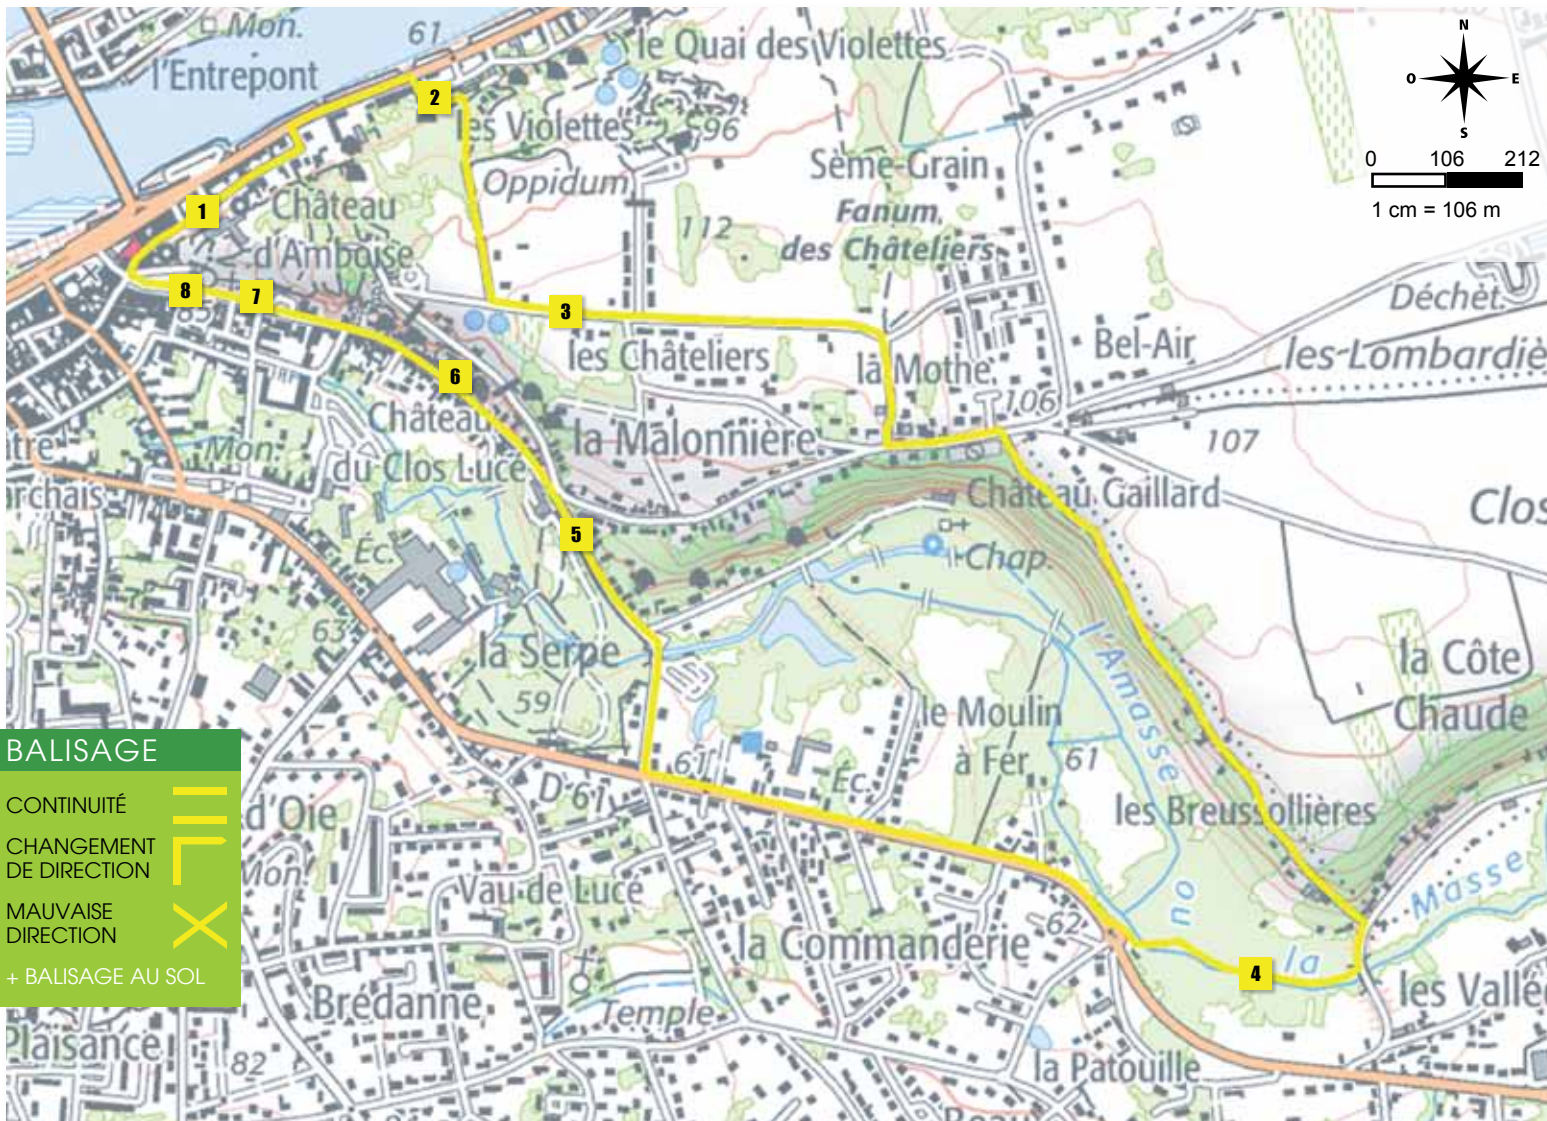 Mon.
61
l'Entrepont
le Quai des Violettes
N
O
E
S
0 106 212
1 cm = 106 m
2
les Violettes
96
Oppidum
Sème-Grain
1
Château
d'Amboise
112
Fanum
des Châteliers
8
7
3
Déchèt.
les Châteliers
la Mothe
Bel-Air
les-Lombardiè
6
106
Château
du Clos Lucé
Mon.
la Malonnière
107
Château Gaillard
Clos
5
Éc.
Chap.
63
la Serpe
l'Amasse
la Côte
Chaude
59
le Moulin
à Fer
61
61
Éc.
D 61
les Breussollières
BALISAGE
CONTINUITÉ
CHANGEMENT
DE DIRECTION
MAUVAISE
DIRECTION
+ BALISAGE AU SOL
d'Oie
Mon.
Vau de Lucé
Masse
ou
la
la Commanderie
62
4
les Vallée
Brédanne
Temple
Plaisance
82
la Patouille